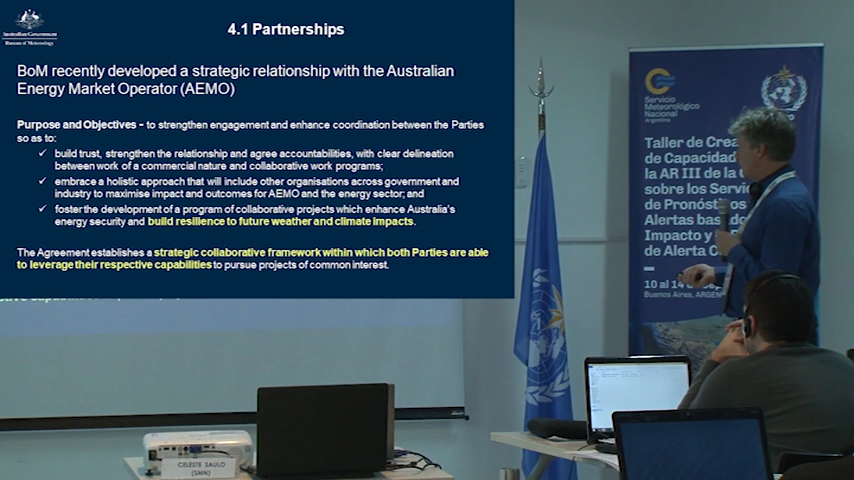 Australian Government
Bureau of Meteorology
4.1 Partnerships
BoM recently developed a strategic relationship with the Australian
Energy Market Operator (AEMO)
Purpose and Objectives – to strengthen engagement and enhance coordination between the Parties
so as to:
✓ build trust, strengthen the relationship and agree accountabilities, with clear delineation
between work of a commercial nature and collaborative work programs;
✓ embrace a holistic approach that will include other organisations across government and
industry to maximise impact and outcomes for AEMO and the energy sector; and
✓ foster the development of a program of collaborative projects which enhance Australia's
energy security and build resilience to future weather and climate impacts.
The Agreement establishes a strategic collaborative framework within which both Parties are able
to leverage their respective capabilities to pursue projects of common interest.
Servicio
Meteorológico
Nacional
Argentina
Taller de Crea
de Capacidad
la AR III de la
sobre los Servic
de Pronóstico
Alertas bas
Impacto y
de Alerta
10 al 14
Buenos Aires, ARGEN
CELESTE SAULO
(SMN)